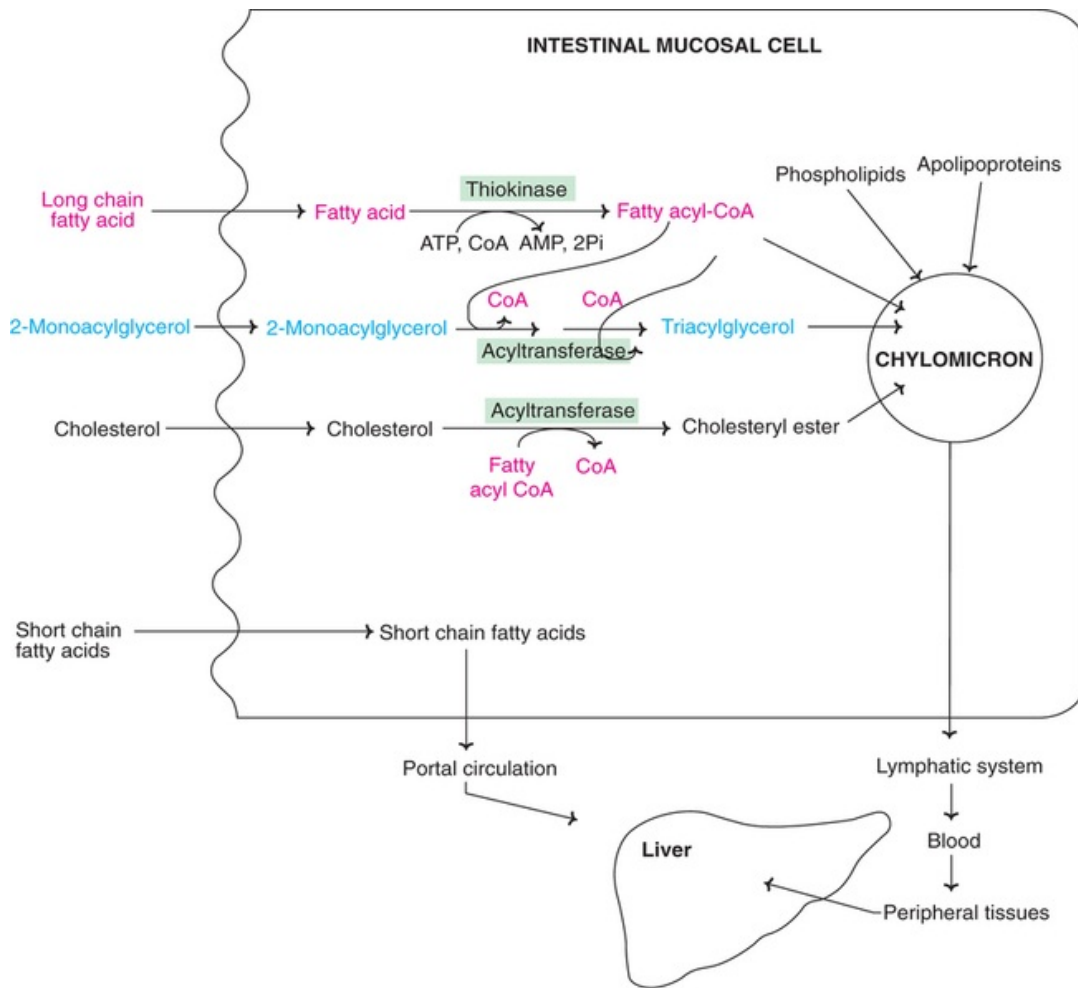 INTESTINAL MUCOSAL CELL
Apolipoproteins
Phospholipids
Thiokinase
Long chain
fatty acid
Fatty acid
Fatty acyl-CoA
ATP, CoA AMP, 2Pi
CoA
CoA
2-Monoacylglycerol
2-Monoacylglycerol
Triacylglycerol
Acyltransferase
CHYLOMICRON
Acyltransferase
Cholesterol
Cholesterol
Cholesteryl ester
Fatty
acyl CoA
CoA
Short chain
fatty acids
Short chain fatty acids
Portal circulation
Lymphatic system
Liver
Blood
Peripheral tissues